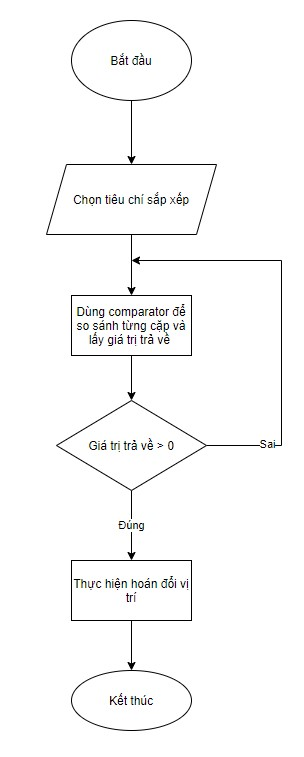 Bắt đầu
Chọn tiêu chí sắp xếp
Dùng comparator để
so sánh từng cặp và
lấy giá trị trả về
Giá trị trả về > 0
Sai
Đúng
Thực hiện hoán đổi vị
trí
Kết thúc